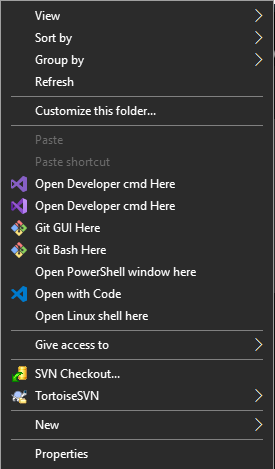 View
Sort by
Group by
Refresh
Customize this folder...
Paste
Paste shortcut
Open Developer cmd Here
Open Developer cmd Here
Git GUI Here
Git Bash Here
Open PowerShell window here
Open with Code
Open Linux shell here
Give access to
SVN Checkout...
TortoiseSVN
New
Properties